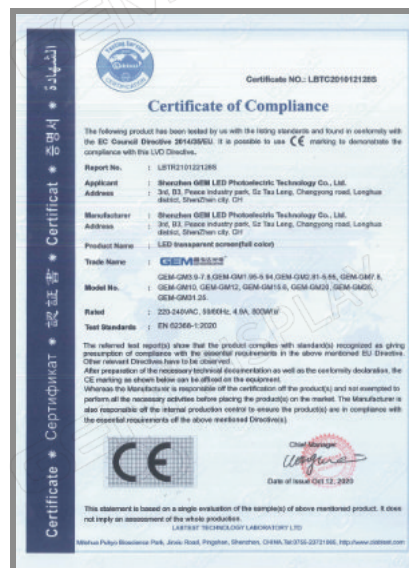 Certificate NO.: LBTC201012128S
Certificate of Compliance
The following product has been tested by us with the listing standards and found in conformity with
the EC Council Directive 2014/35/EU. It is possible to use CE marking to demonstrate the
compliance with this LVD Directive.
Report No. : LBTR210122128S
Applicant : Shenzhen GEM LED Photoelectric Technology Co., Ltd.
Address : 3rd, B3, Peace industry park, Sz Tau Leng, Changyong road, Longhua
district, ShenZhen city, CH
Manufacturer : Shenzhen GEM LED Photoelectric Technology Co., Ltd.
Address : 3rd, B3, Peace industry park, Sz Tau Leng, Changyong road, Longhua
district, ShenZhen city, CH
Product Name : LED transparent screen(full color)
Trade Name : GEM
GEM-GM3.9-7.8,GEM-GM1.95-5.64,GEM-GM2.81-5.66, GEM-GM7.8,
Model No. : GEM-GM10, GEM-GM12, GEM-GM15.6, GEM-GM20, GEM-GM25,
GEM-GM31.25.
Rated : 220-240VAC, 50/60Hz, 4.9A, 800W/㎡
Test Standards : EN 62368-1:2020
The referred test report(s) show that the product complies with standard(s) recognized as giving
presumption of compliance with the essential requirements in the above mentioned EU Directive.
Other relevant Directives have to be observed.
After preparation of the necessary technical documentation as well as the conformity declaration, the
CE marking as shown below can be affixed on the equipment.
Whereas the Manufacturer is responsible of the certification off the product(s) and not exempted to
perform all the necessary activities before placing the product(s) on the market. The Manufacturer is
also responsible off the internal production control to ensure the product(s) are in compliance with
the essential requirements off the above mentioned Directive(s).
CE
Chief Manager:
Date of issue Oct 12, 2020
This statement is based on a single evaluation of the sample(s) of above mentioned product. It does
not imply an assessment of the whole production.
LABTEST TECHNOLOGY LABORATORY LTD
Certificate * Сертификат * 認証書 * Certificat * 증명서 * الشهادة
DISPLAY